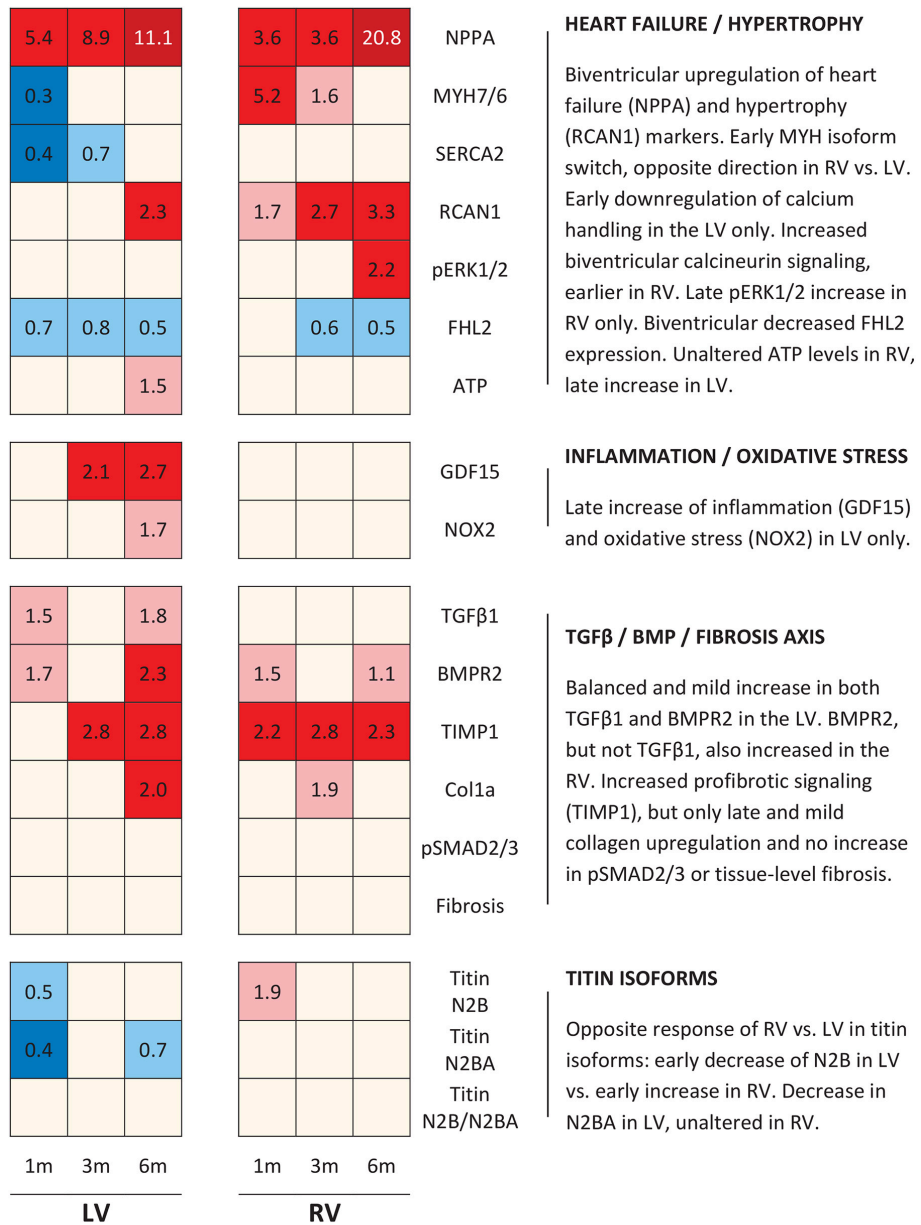 5.4 8.9 11.1 3.6 3.6 20.8 NPPA
0.3 5.2 1.6 MYH7/6
0.4 0.7 SERCA2
2.3 1.7 2.7 3.3 RCAN1
2.2 pERK1/2
0.7 0.8 0.5 0.6 0.5 FHL2
1.5 ATP
HEART FAILURE / HYPERTROPHY
Biventricular upregulation of heart
failure (NPPA) and hypertrophy
(RCAN1) markers. Early MYH isoform
switch, opposite direction in RV vs. LV.
Early downregulation of calcium
handling in the LV only. Increased
biventricular calcineurin signaling,
earlier in RV. Late pERK1/2 increase in
RV only. Biventricular decreased FHL2
expression. Unaltered ATP levels in RV,
late increase in LV.
2.1 2.7 GDF15
1.7 NOX2
INFLAMMATION / OXIDATIVE STRESS
Late increase of inflammation (GDF15)
and oxidative stress (NOX2) in LV only.
1.5 1.8 TGFβ1
1.7 2.3 1.5 1.1 BMPR2
2.8 2.8 2.2 2.8 2.3 TIMP1
2.0 1.9 Col1a
pSMAD2/3
Fibrosis
TGFβ / BMP / FIBROSIS AXIS
Balanced and mild increase in both
TGFβ1 and BMPR2 in the LV. BMPR2,
but not TGFβ1, also increased in the
RV. Increased profibrotic signaling
(TIMP1), but only late and mild
collagen upregulation and no increase
in pSMAD2/3 or tissue-level fibrosis.
0.5 1.9 Titin
N2B
0.4 0.7 Titin
N2BA
Titin
N2B/N2BA
TITIN ISOFORMS
Opposite response of RV vs. LV in titin
isoforms: early decrease of N2B in LV
vs. early increase in RV. Decrease in
N2BA in LV, unaltered in RV.
1m 3m 6m 1m 3m 6m
LV RV